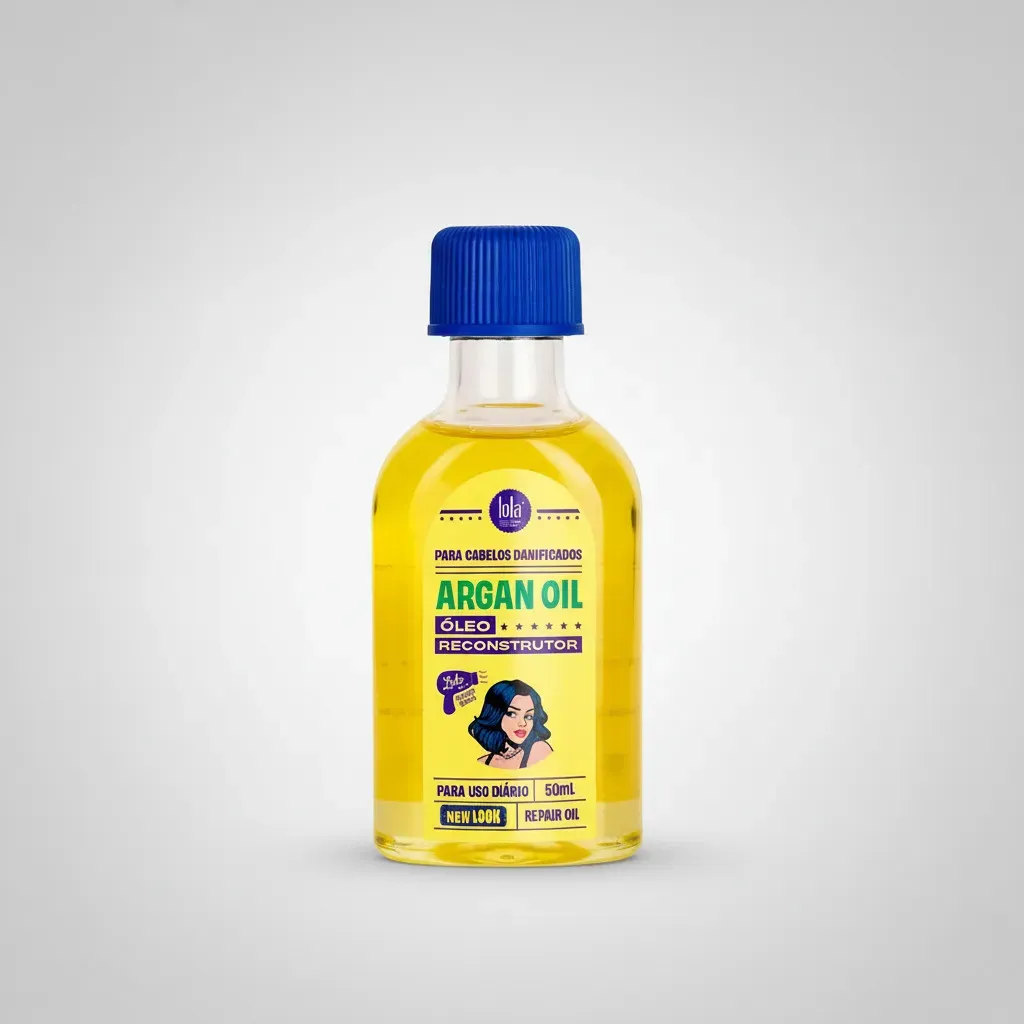 lola
PARA CABELOS DANIFICADOS
ARGAN OIL
ÓLEO
RECONSTRUTOR
PARA USO DIÁRIO 50mL
NEW LOOK REPAIR OIL